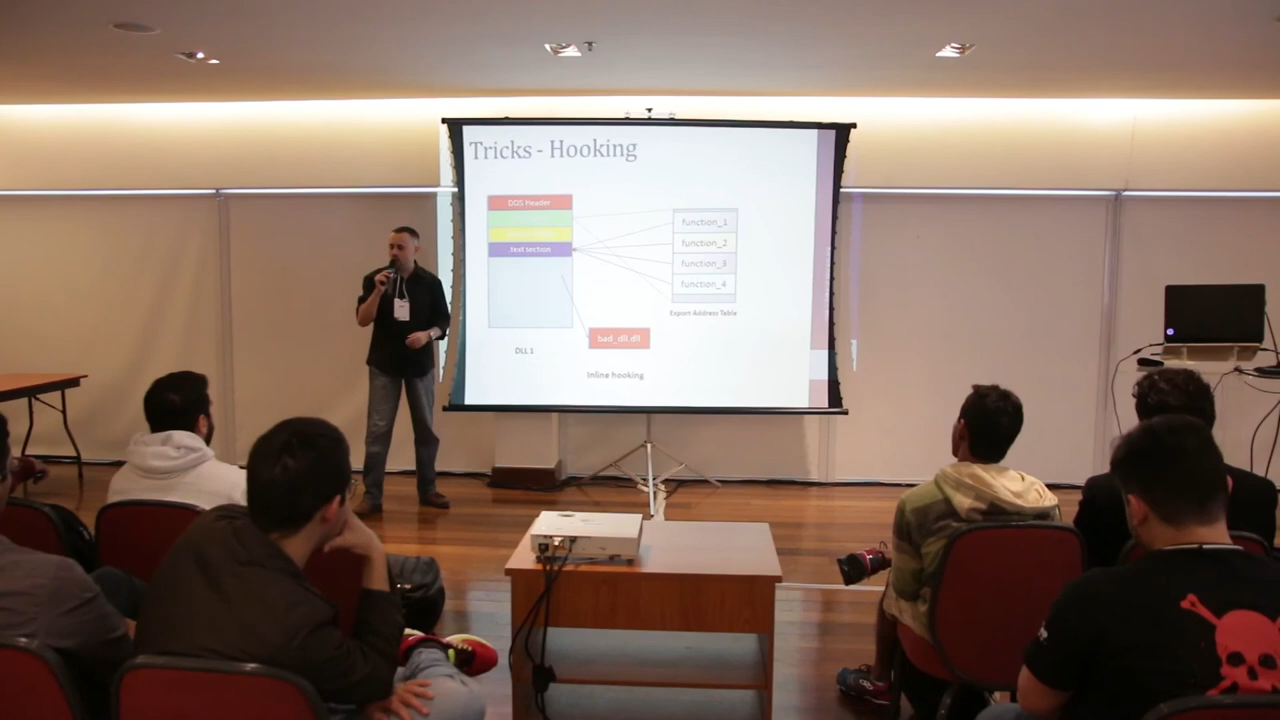 Tricks - Hooking
DOS Header
.text section
function_1
function_2
function_3
function_4
Export Address Table
bad_dll.dll
DLL 1
Inline hooking